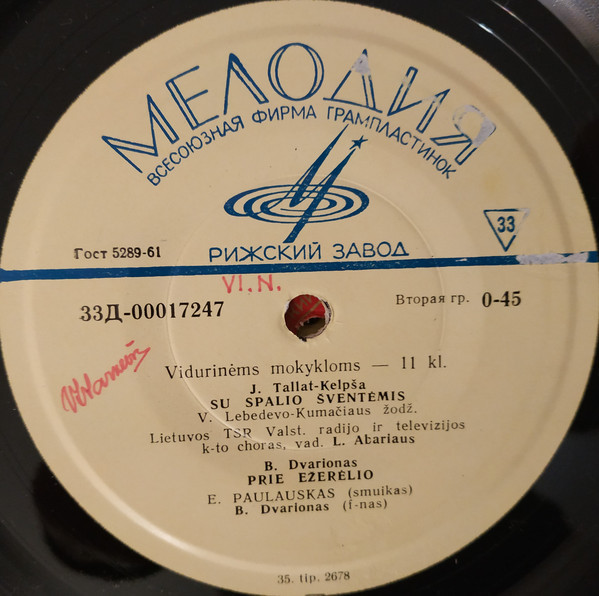 МЕЛОДИЯ
ВСЕСОЮЗНАЯ ФИРМА ГРАМПЛАСТИНОК
33
Гост 5289-61
РИЖСКИЙ ЗАВОД
VI.N.
33Д-00017247
Вторая гр. 0-45
Vidurinėms mokykloms — 11 kl.
J. Tallat-Kelpša
SU SPALIO ŠVENTĖMIS
V. Lebedevo-Kumačiaus žodž.
Lietuvos TSR Valst. radijo ir televizijos
k-to choras, vad. L. Abariaus
B. Dvarionas
PRIE EŽERĖLIO
E. PAULAUSKAS (smuikas)
B. Dvarionas (f-nas)
35. tip. 2678